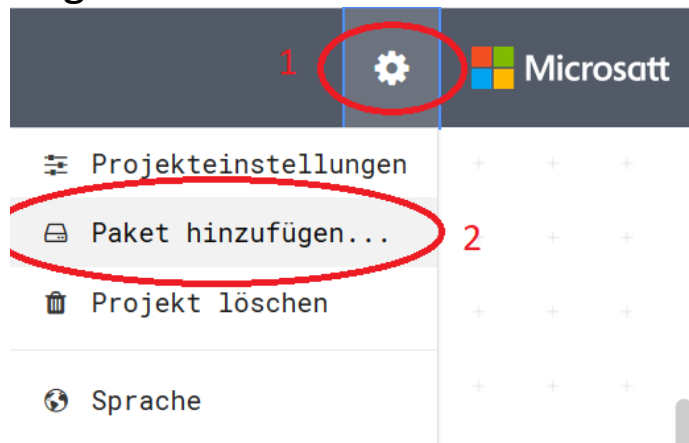 1
Microsatt
Projekteinstellungen
Paket hinzufügen...
2
Projekt löschen
Sprache